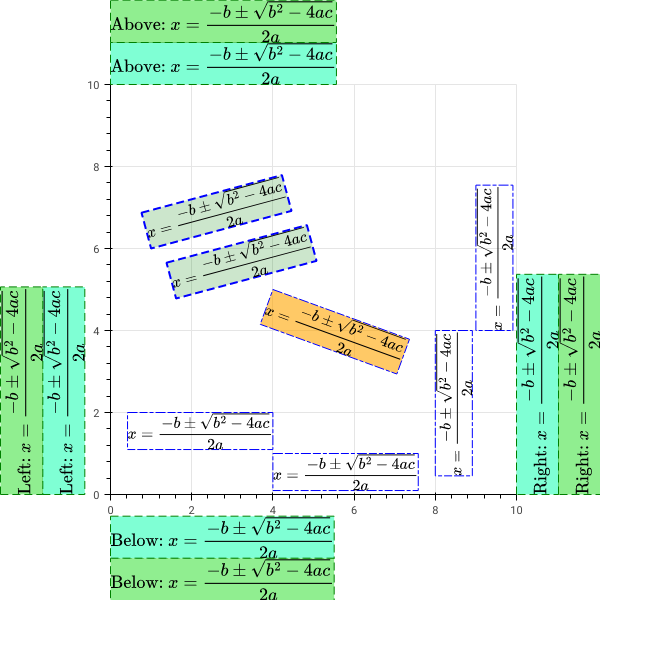 Above: x = (−b ± √(b² − 4ac)) / 2a
Above: x = (−b ± √(b² − 4ac)) / 2a
10
8
6
4
2
0
x = (−b ± √(b² − 4ac)) / 2a
x = (−b ± √(b² − 4ac)) / 2a
x = (−b ± √(b² − 4ac)) / 2a
x = (−b ± √(b² − 4ac)) / 2a
x = (−b ± √(b² − 4ac)) / 2a
x = (−b ± √(b² − 4ac)) / 2a
x = (−b ± √(b² − 4ac)) / 2a
Left: x = (−b ± √(b² − 4ac)) / 2a
Left: x = (−b ± √(b² − 4ac)) / 2a
Right: x = (−b ± √(b² − 4ac)) / 2a
Right: x = (−b ± √(b² − 4ac)) / 2a
0 2 4 6 8 10
Below: x = (−b ± √(b² − 4ac)) / 2a
Below: x = (−b ± √(b² − 4ac)) / 2a